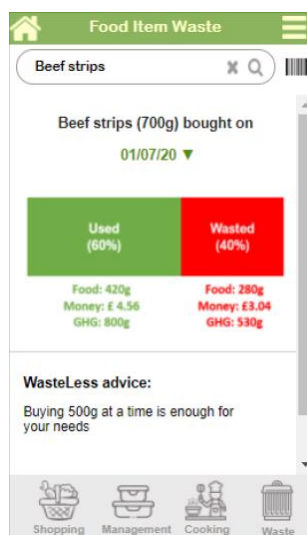 Food Item Waste
Beef strips
Beef strips (700g) bought on
01/07/20 ▼
Used
(60%)
Wasted
(40%)
Food: 420g
Money: £ 4.56
GHG: 800g
Food: 280g
Money: £3.04
GHG: 530g
WasteLess advice:
Buying 500g at a time is enough for
your needs
Shopping Management Cooking Waste